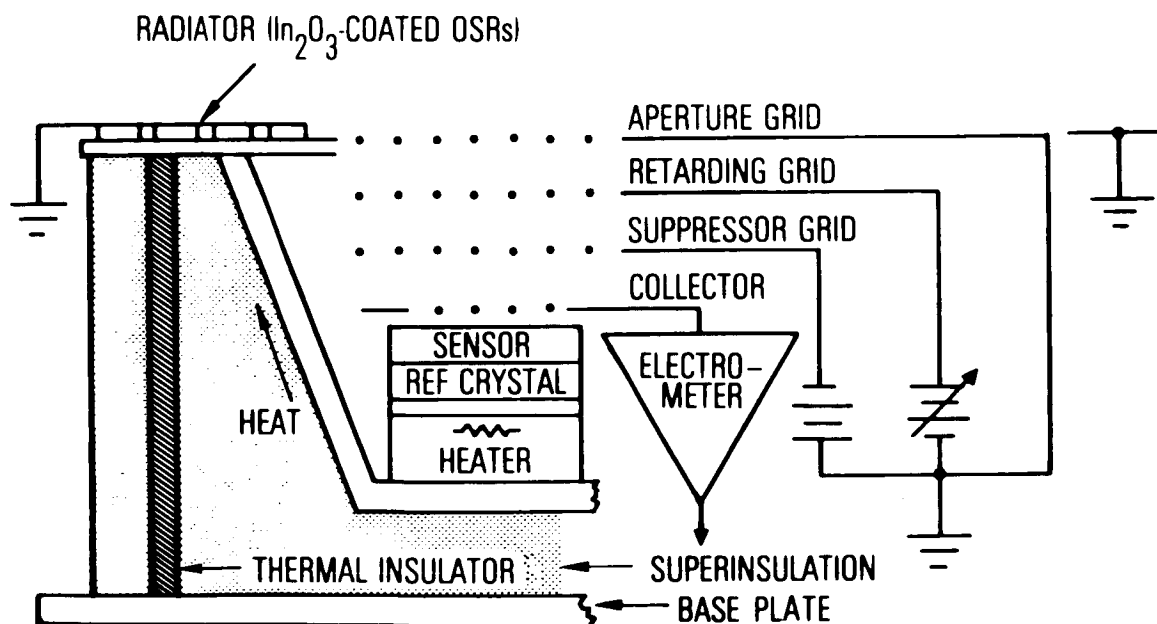 RADIATOR (In₂O₃-COATED OSRs)
APERTURE GRID
RETARDING GRID
SUPPRESSOR GRID
COLLECTOR
SENSOR
REF CRYSTAL
HEATER
ELECTRO-
METER
HEAT
THERMAL INSULATOR
SUPERINSULATION
BASE PLATE